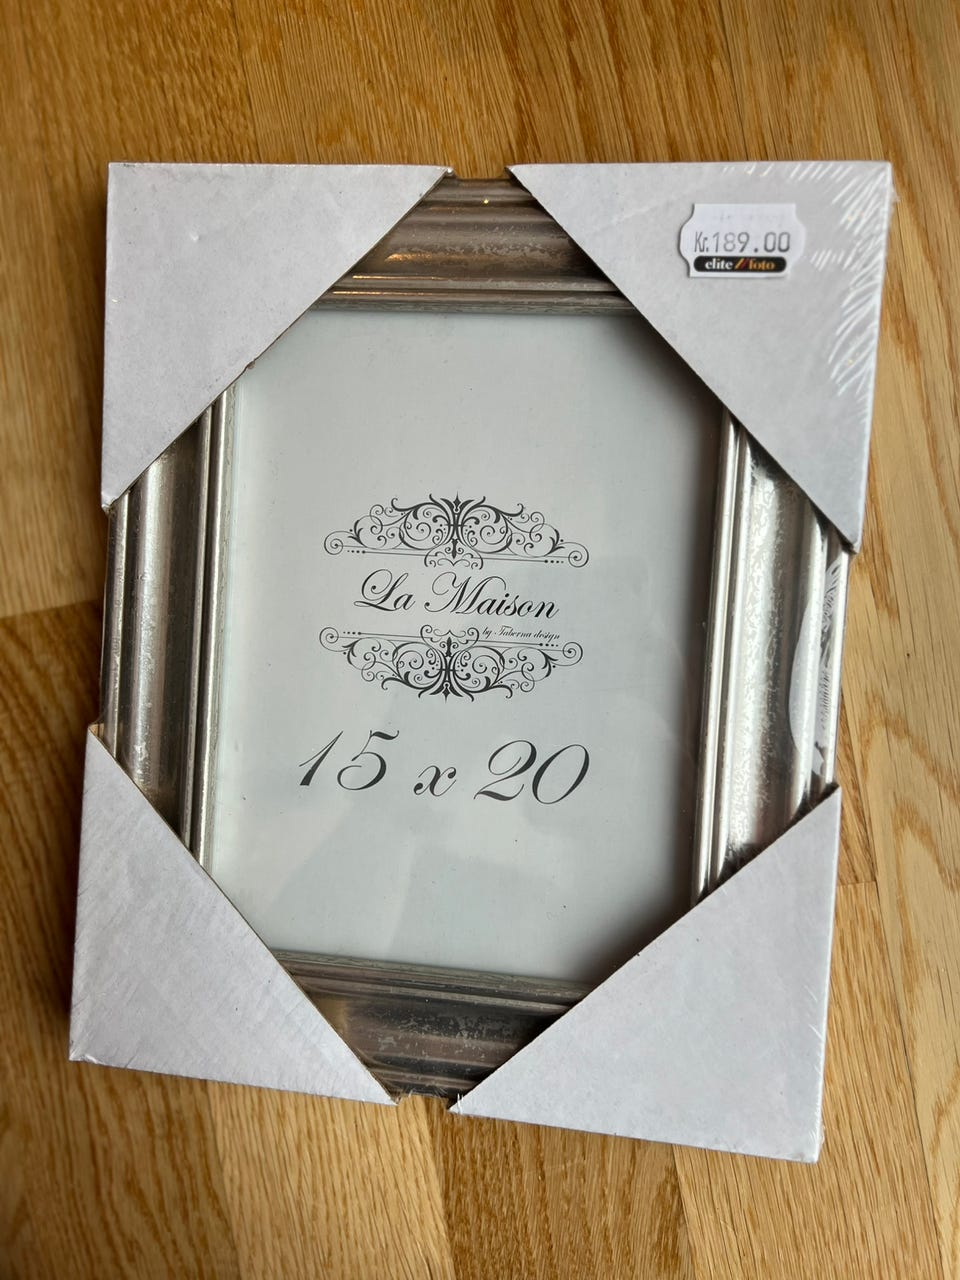 Kr.189.00
elite foto
La Maison
by Taberna design
15 x 20